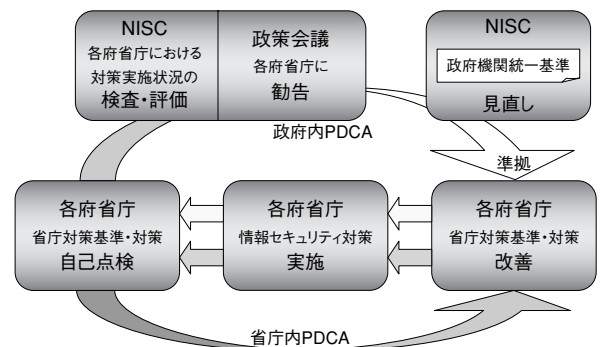 NISC
各府省庁における
対策実施状況の
検査・評価
政策会議
各府省庁に
勧告
NISC
政府機関統一基準
見直し
政府内PDCA
準拠
各府省庁
省庁対策基準・対策
自己点検
各府省庁
情報セキュリティ対策
実施
各府省庁
省庁対策基準・対策
改善
省庁内PDCA